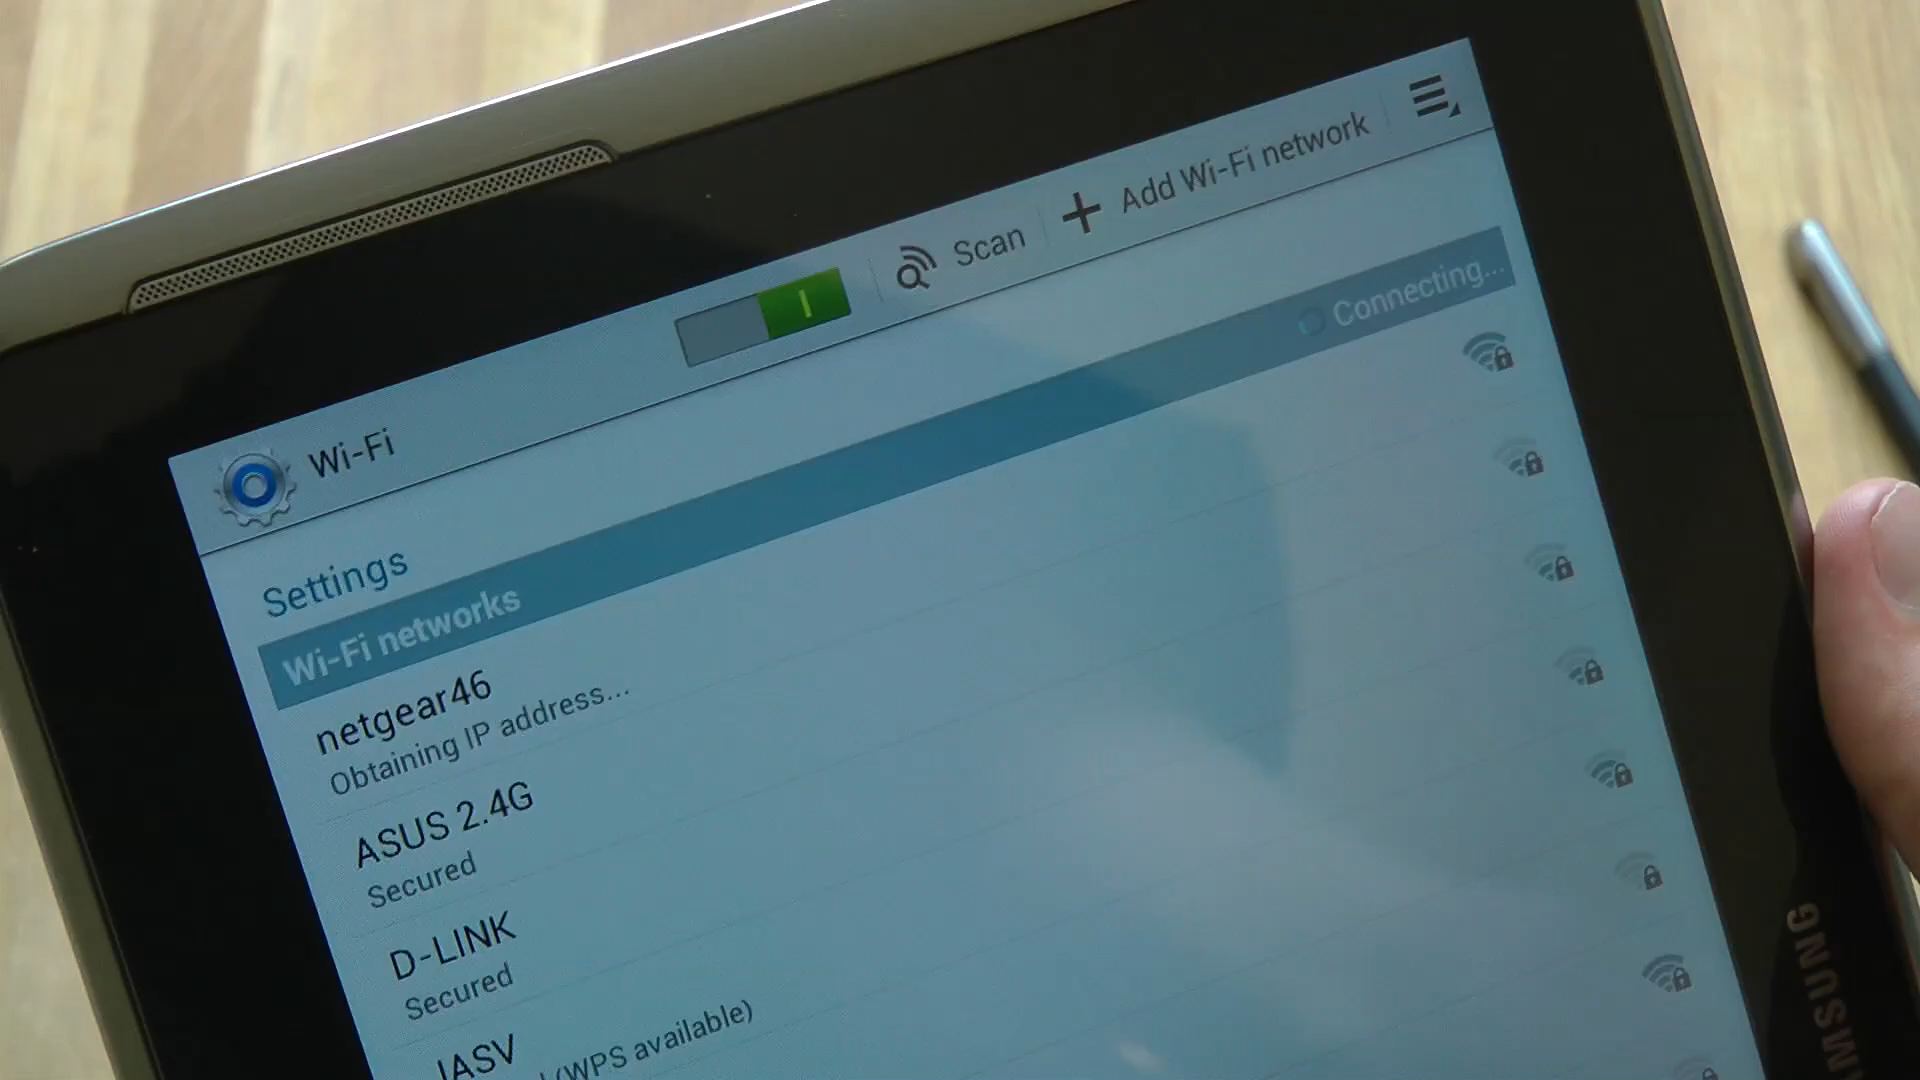 Wi-Fi
Scan
Add Wi-Fi network
Settings
Wi-Fi networks
Connecting...
netgear46
Obtaining IP address...
ASUS 2.4G
Secured
D-LINK
Secured
JASV
(WPS available)
SAMSUNG